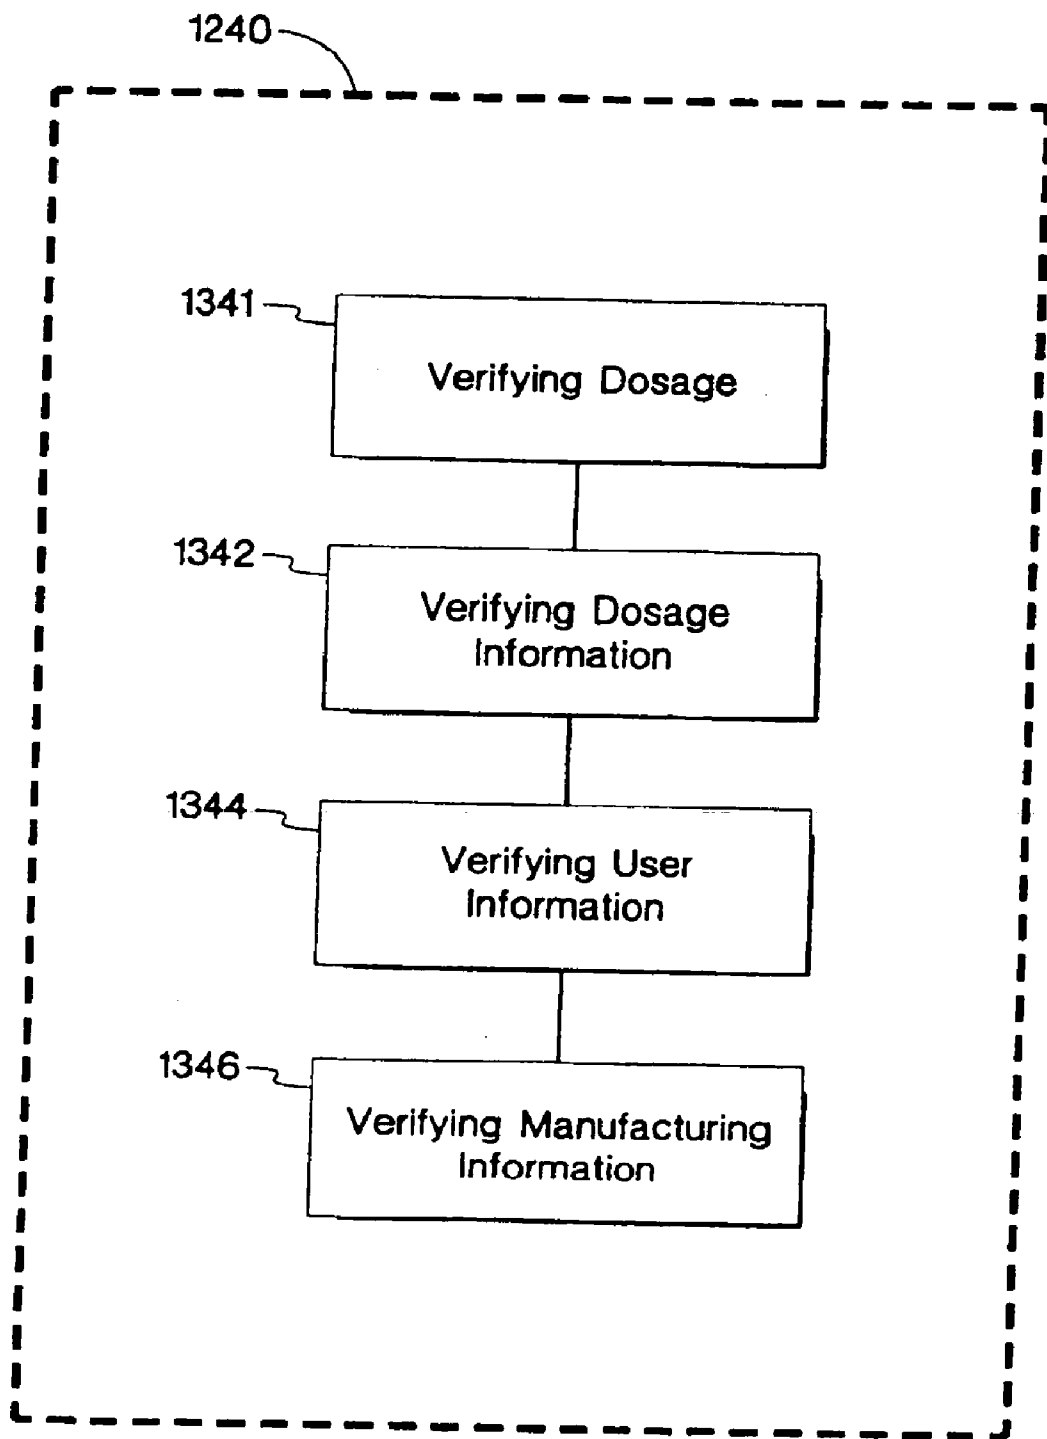 1240
1341
Verifying Dosage
1342
Verifying Dosage
Information
1344
Verifying User
Information
1346
Verifying Manufacturing
Information